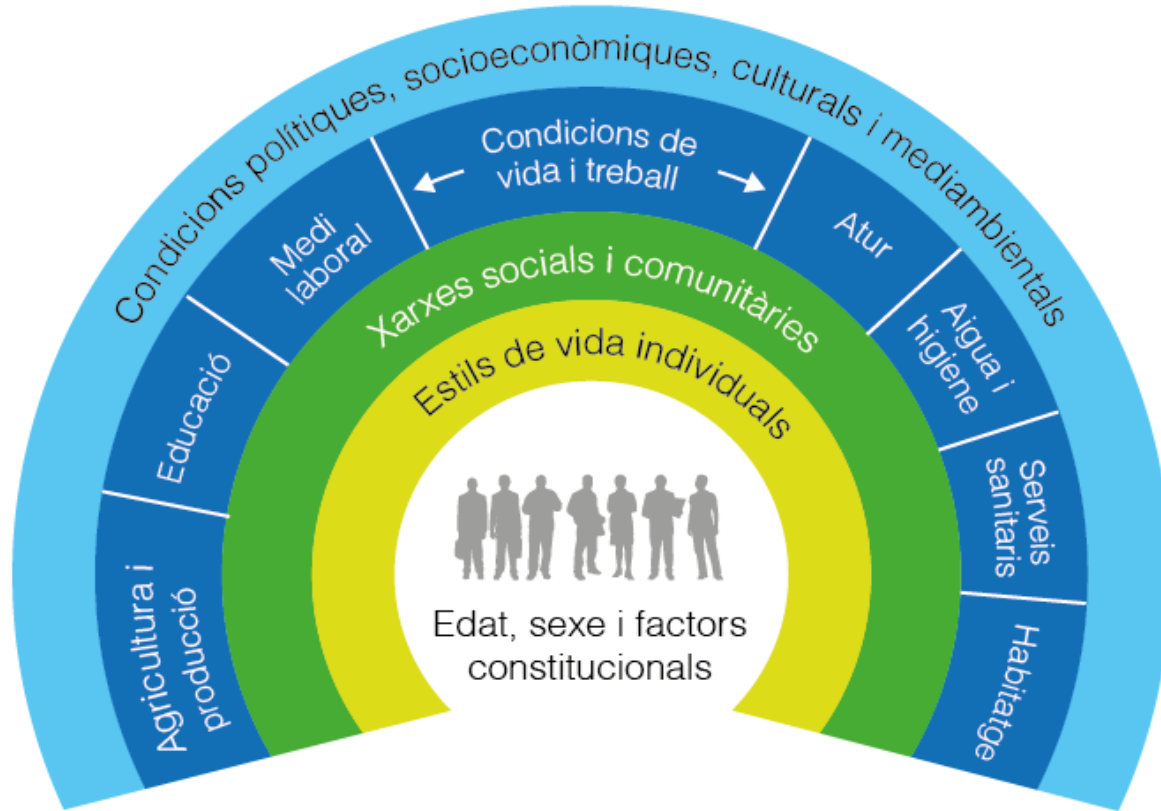 Condicions polítiques, socioeconòmiques, culturals i mediambientals
Agricultura i
producció
Educació
Medi
laboral
Condicions de
vida i treball
Atur
Aigua i
higiene
Serveis
sanitaris
Habitatge
Xarxes socials i comunitàries
Estils de vida individuals
Edat, sexe i factors
constitucionals